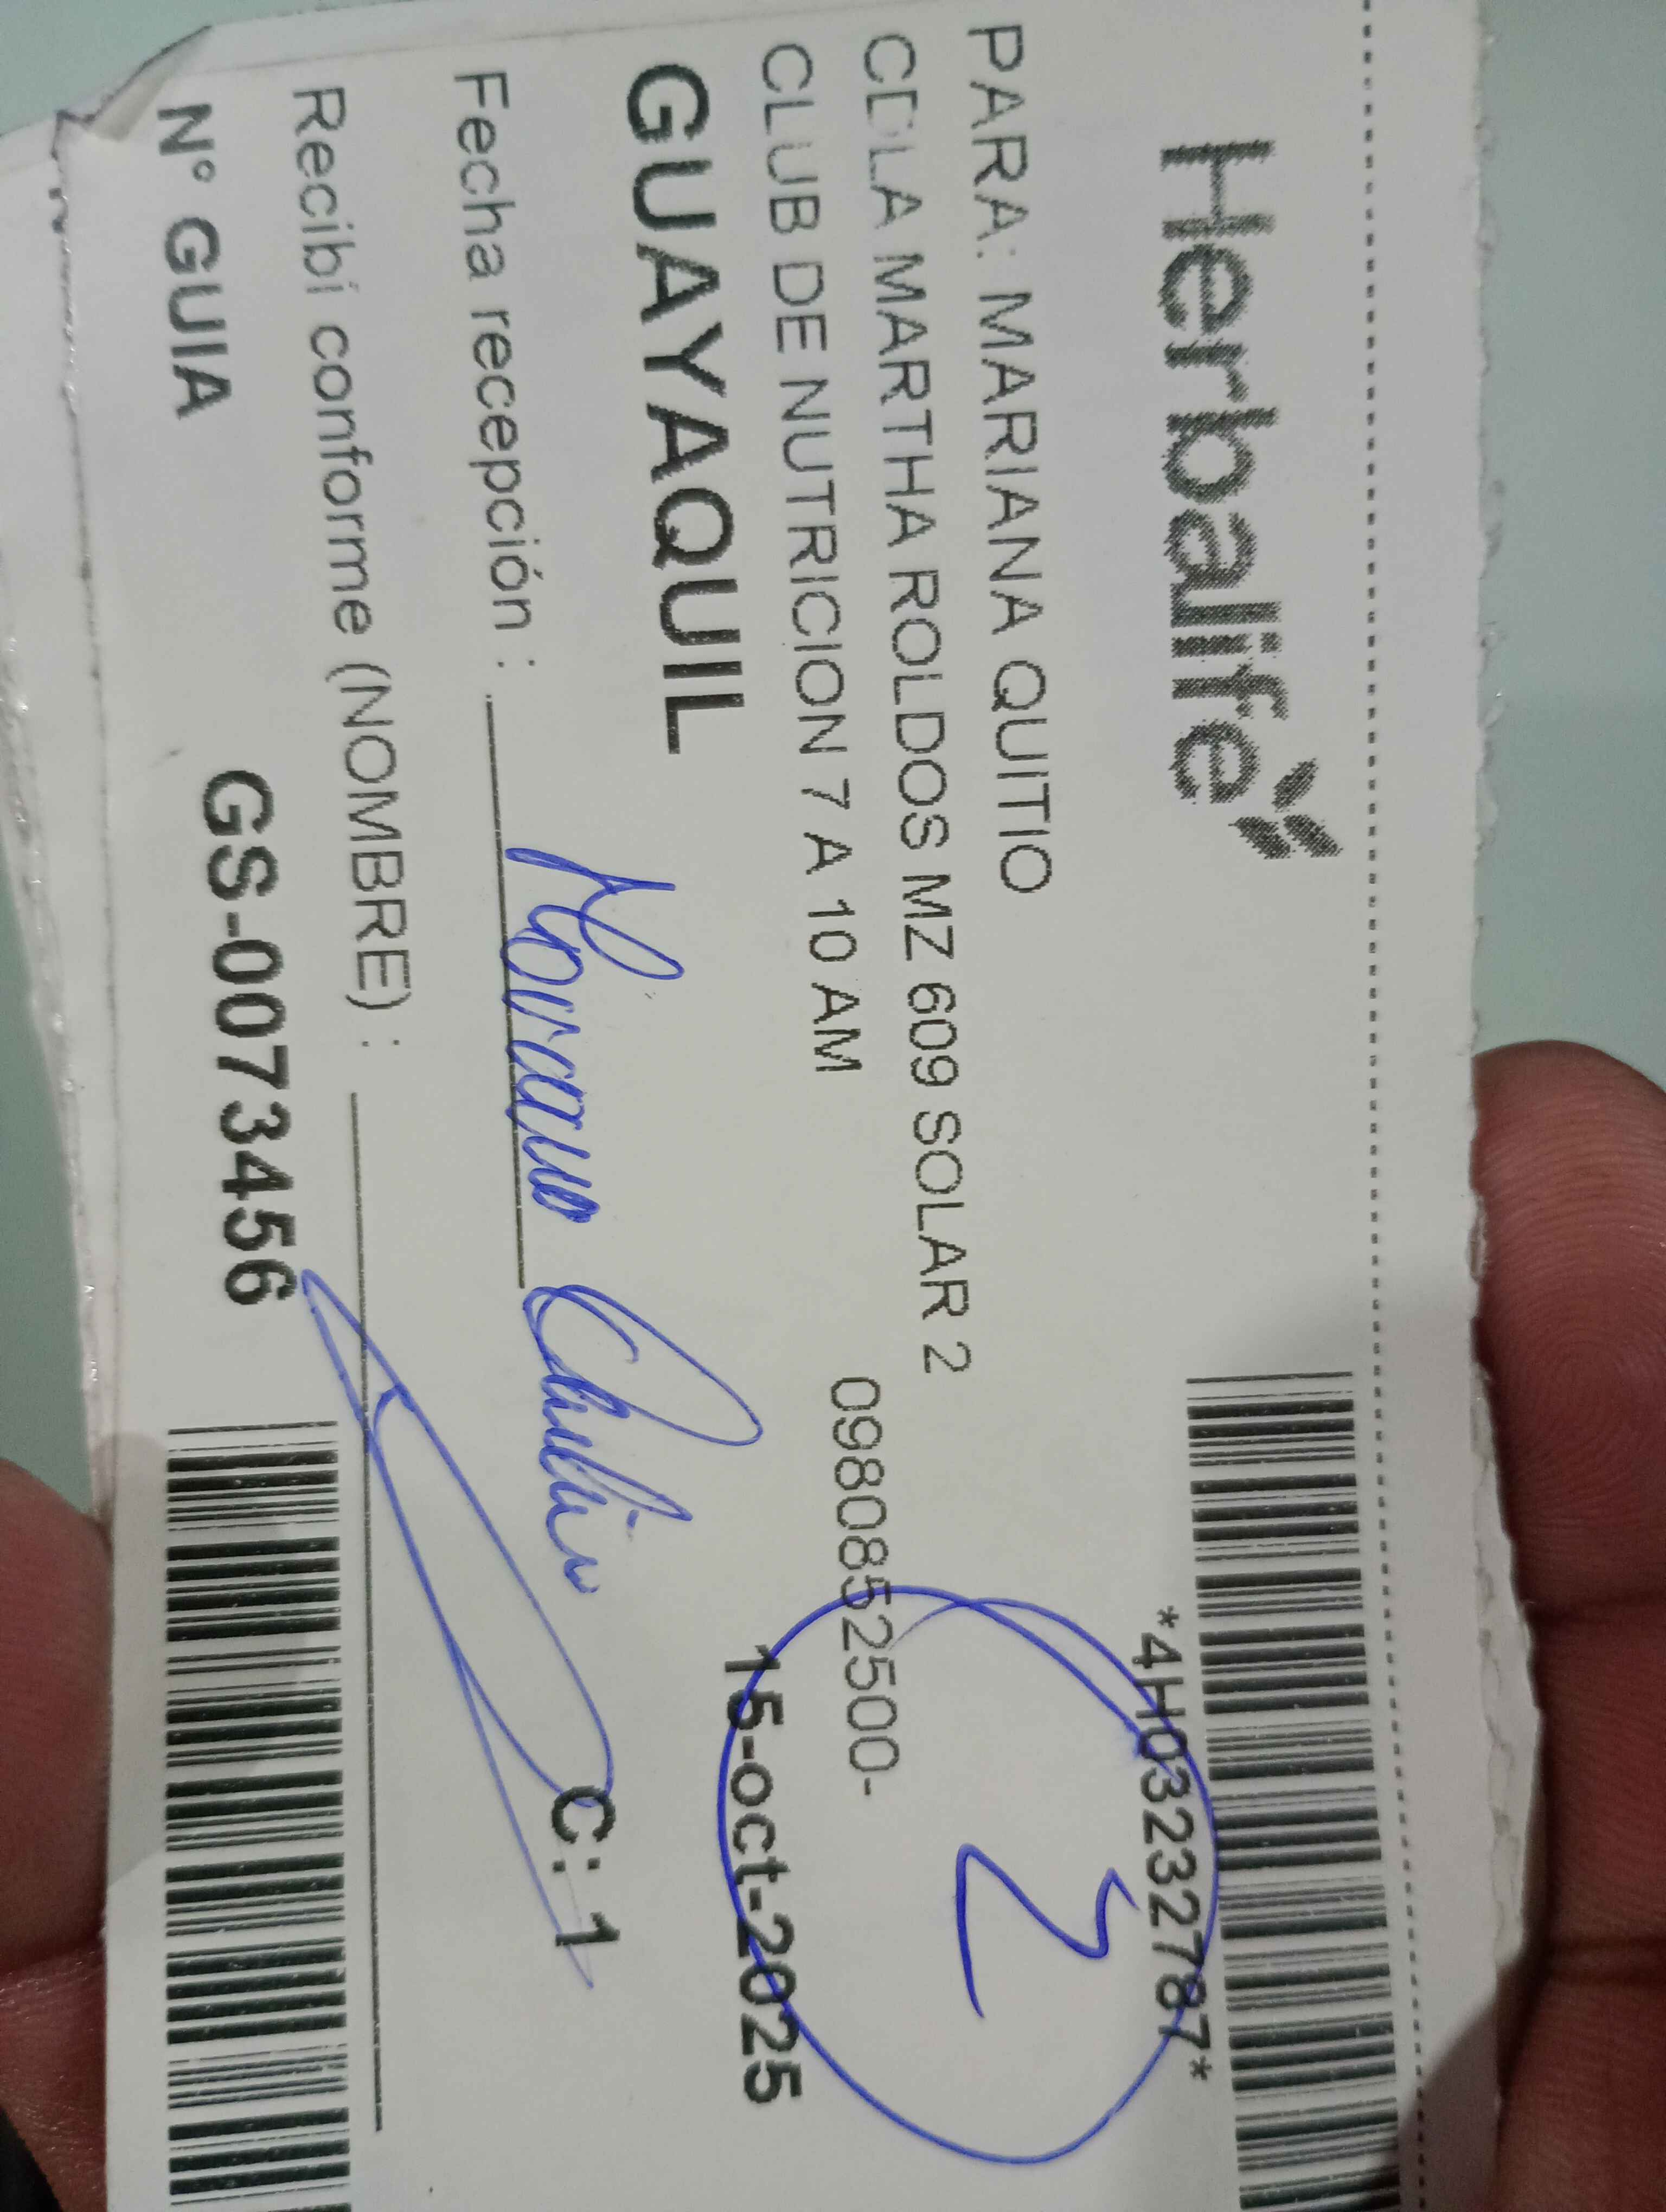 Herbalife
*4H03232787*
PARA: MARIANA QUITIO
CDLA MARTHA ROLDOS MZ 609 SOLAR 2
CLUB DE NUTRICION 7 A 10 AM
0980852500-
GUAYAQUIL
15-oct-2025
Fecha recepción :
C: 1
Recibí conforme (NOMBRE) :
N° GUIA GS-0073456